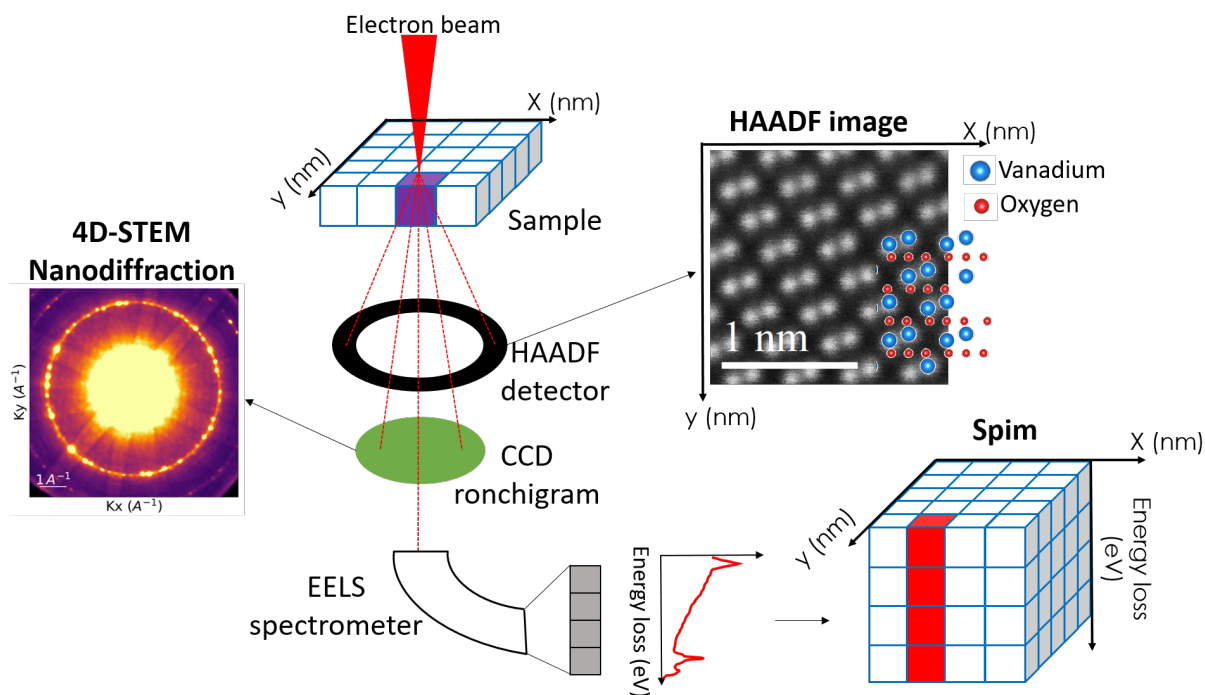 Electron beam
X (nm)
y (nm)
Sample
HAADF image
X (nm)
y (nm)
Vanadium
Oxygen
1 nm
4D-STEM
Nanodiffraction
Ky (A⁻¹)
1A⁻¹
Kx (A⁻¹)
HAADF
detector
CCD
ronchigram
EELS
spectrometer
Energy loss (eV)
Spim
X (nm)
y (nm)
Energy loss
(eV)